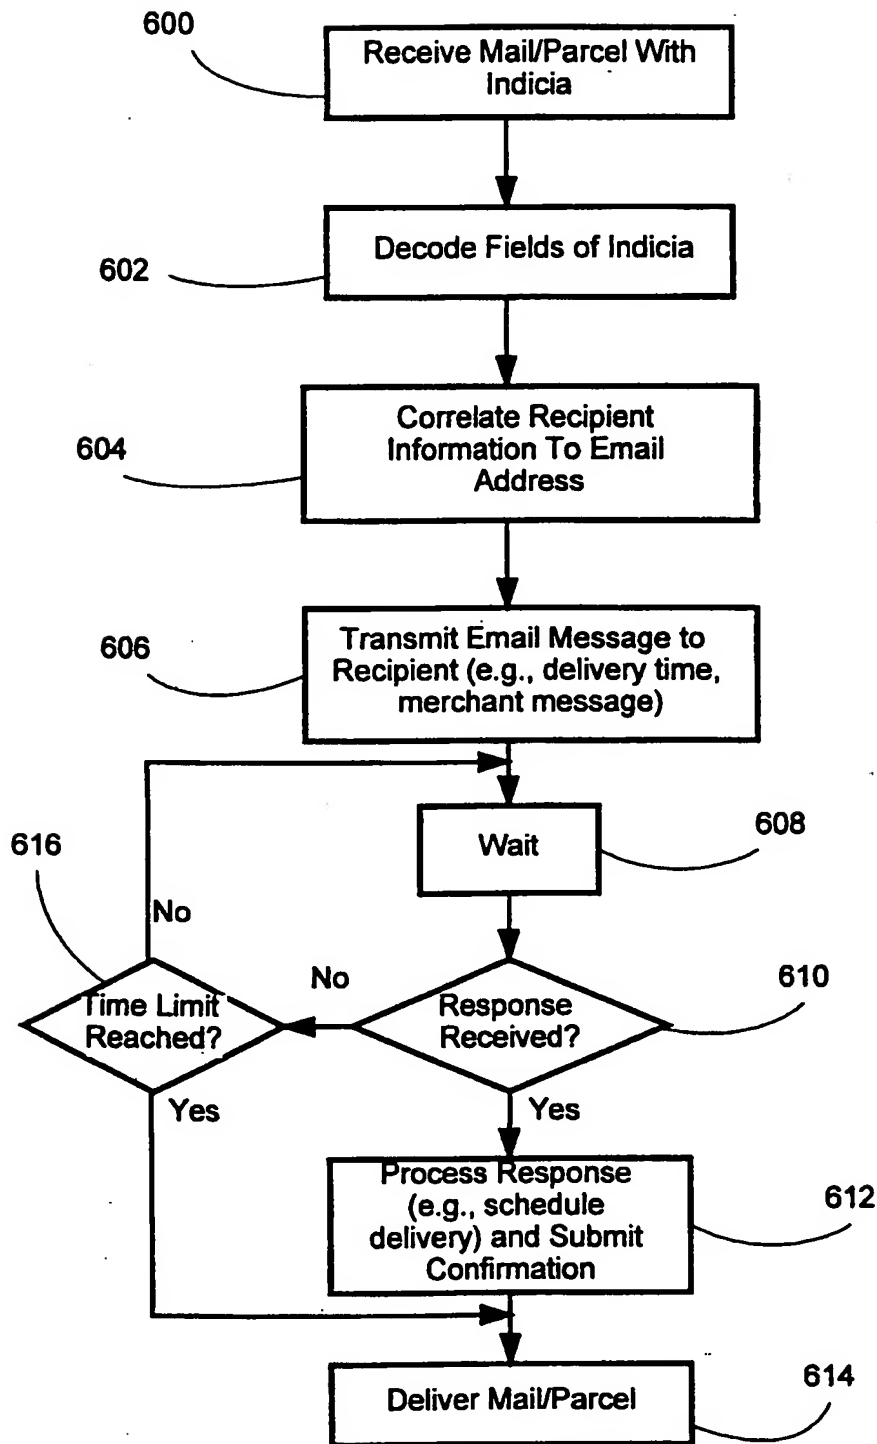 600
Receive Mail/Parcel With
Indicia
602
Decode Fields of Indicia
604
Correlate Recipient
Information To Email
Address
606
Transmit Email Message to
Recipient (e.g., delivery time,
merchant message)
608
Wait
616
No
Time Limit
Reached?
No
Response
Received?
610
Yes
Yes
Process Response
(e.g., schedule
delivery) and Submit
Confirmation
612
Deliver Mail/Parcel
614